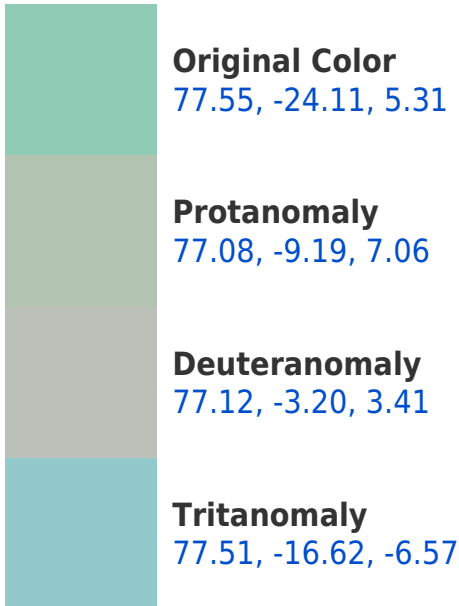 Original Color
77.55, -24.11, 5.31
Protanomaly
77.08, -9.19, 7.06
Deuteranomaly
77.12, -3.20, 3.41
Tritanomaly
77.51, -16.62, -6.57